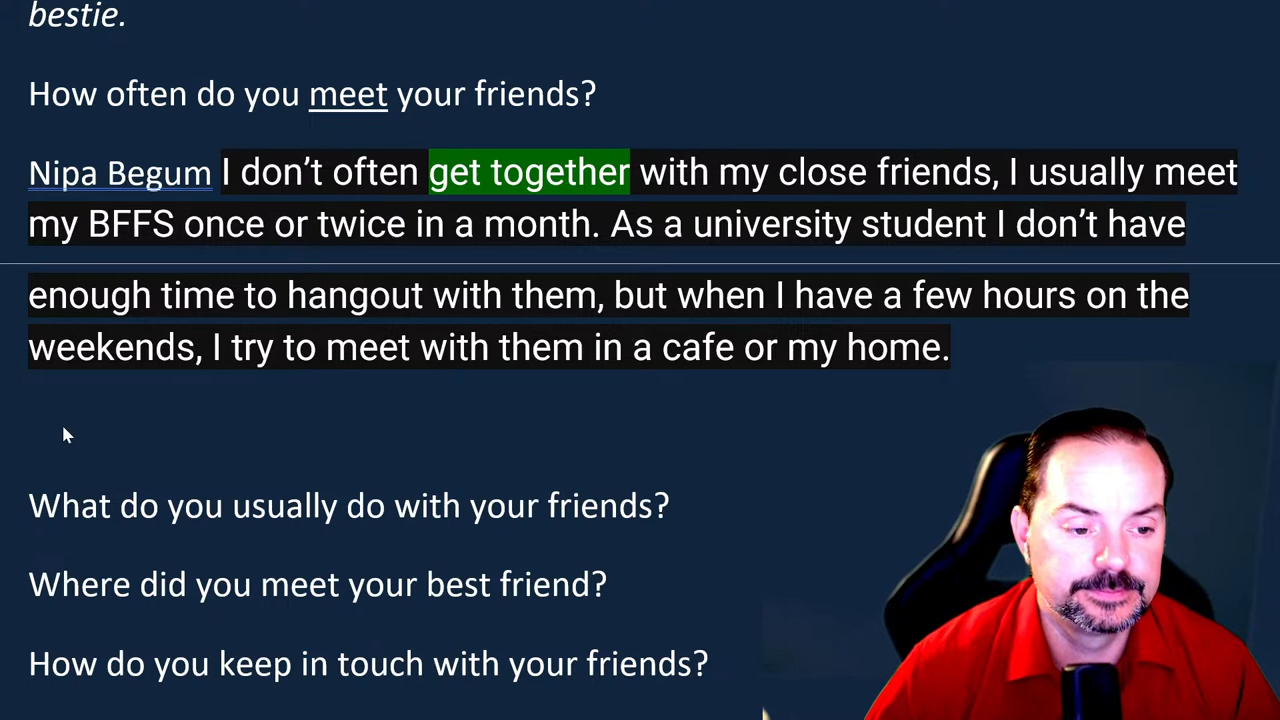 bestie.
How often do you meet your friends?
Nipa Begum I don’t often get together with my close friends, I usually meet
my BFFS once or twice in a month. As a university student I don’t have
enough time to hangout with them, but when I have a few hours on the
weekends, I try to meet with them in a cafe or my home.
What do you usually do with your friends?
Where did you meet your best friend?
How do you keep in touch with your friends?